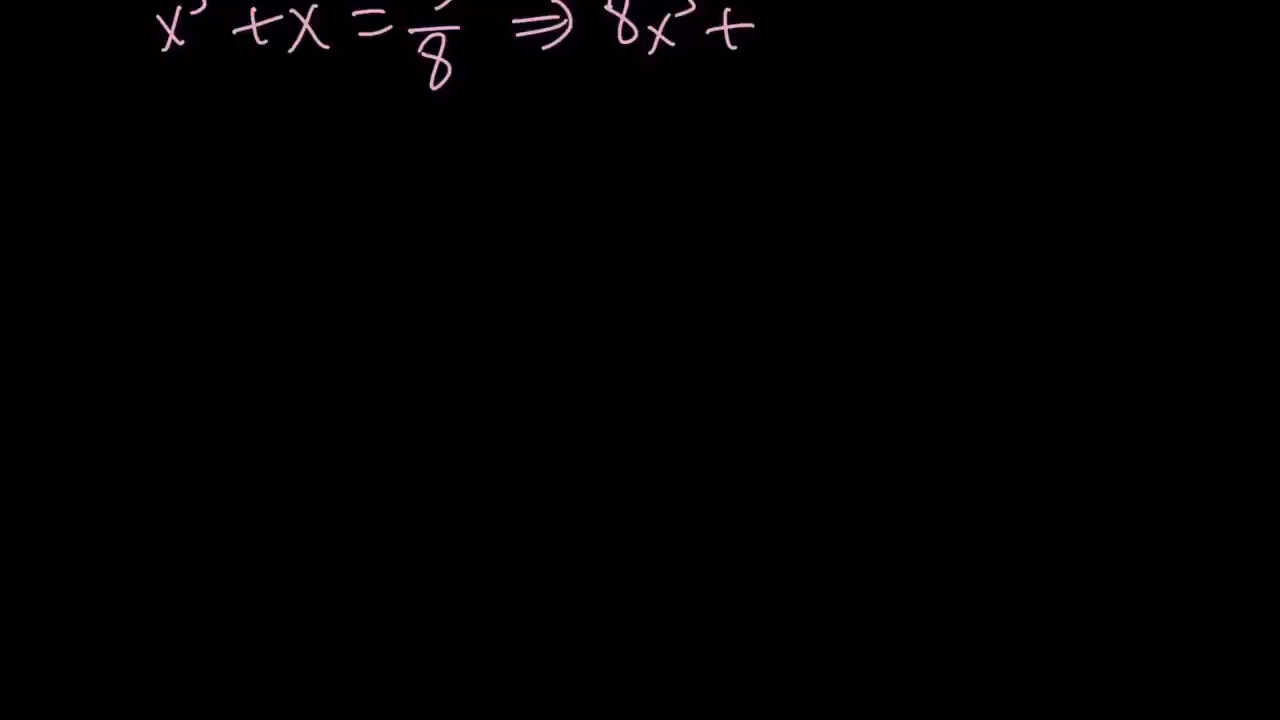 x³ + x = /8 ⇒ 8x³ +